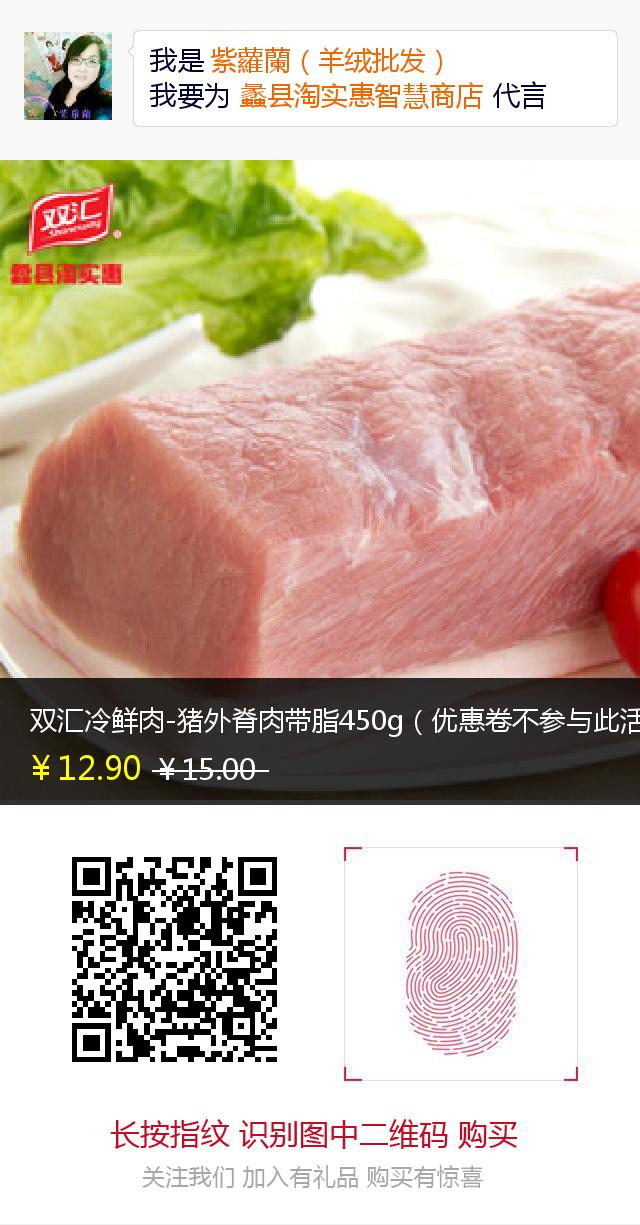 我是 紫蘿蘭（羊绒批发）
我要为 蠡县淘实惠智慧商店 代言
紫蘿蘭
双汇
Shuanghui
蠡县淘实惠
双汇冷鲜肉-猪外脊肉带脂450g（优惠卷不参与此活
￥12.90 ￥15.00
长按指纹 识别图中二维码 购买
关注我们 加入有礼品 购买有惊喜